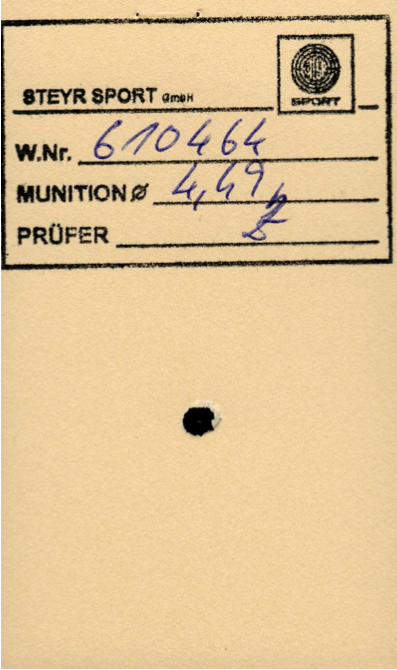 STEYR SPORT GmbH
SPORT
W.Nr. 610464
MUNITION Ø 4,49
PRÜFER